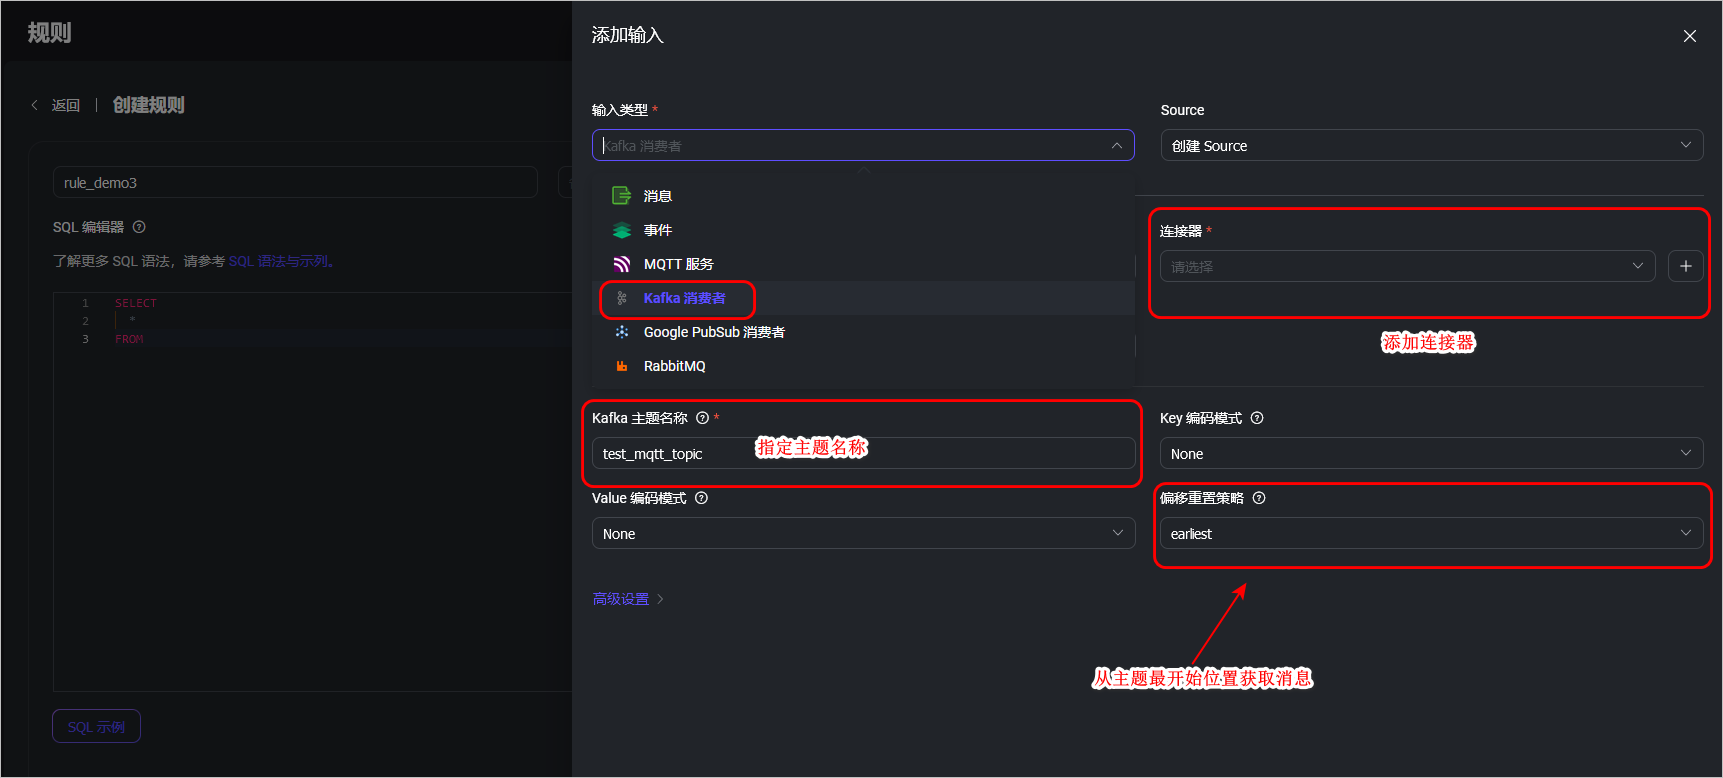 规则
返回
创建规则
rule_demo3
SQL 编辑器
了解更多 SQL 语法，请参考 SQL 语法与示列。
1 SELECT
2 *
3 FROM
SQL 示例
添加输入
输入类型 *
Kafka 消费者
Source
创建 Source
消息
事件
MQTT 服务
Kafka 消费者
Google PubSub 消费者
RabbitMQ
连接器 *
请选择
添加连接器
Kafka 主题名称 *
test_mqtt_topic
指定主题名称
Key 编码模式
None
Value 编码模式
None
偏移重置策略
earliest
高级设置
从主题最开始位置获取消息